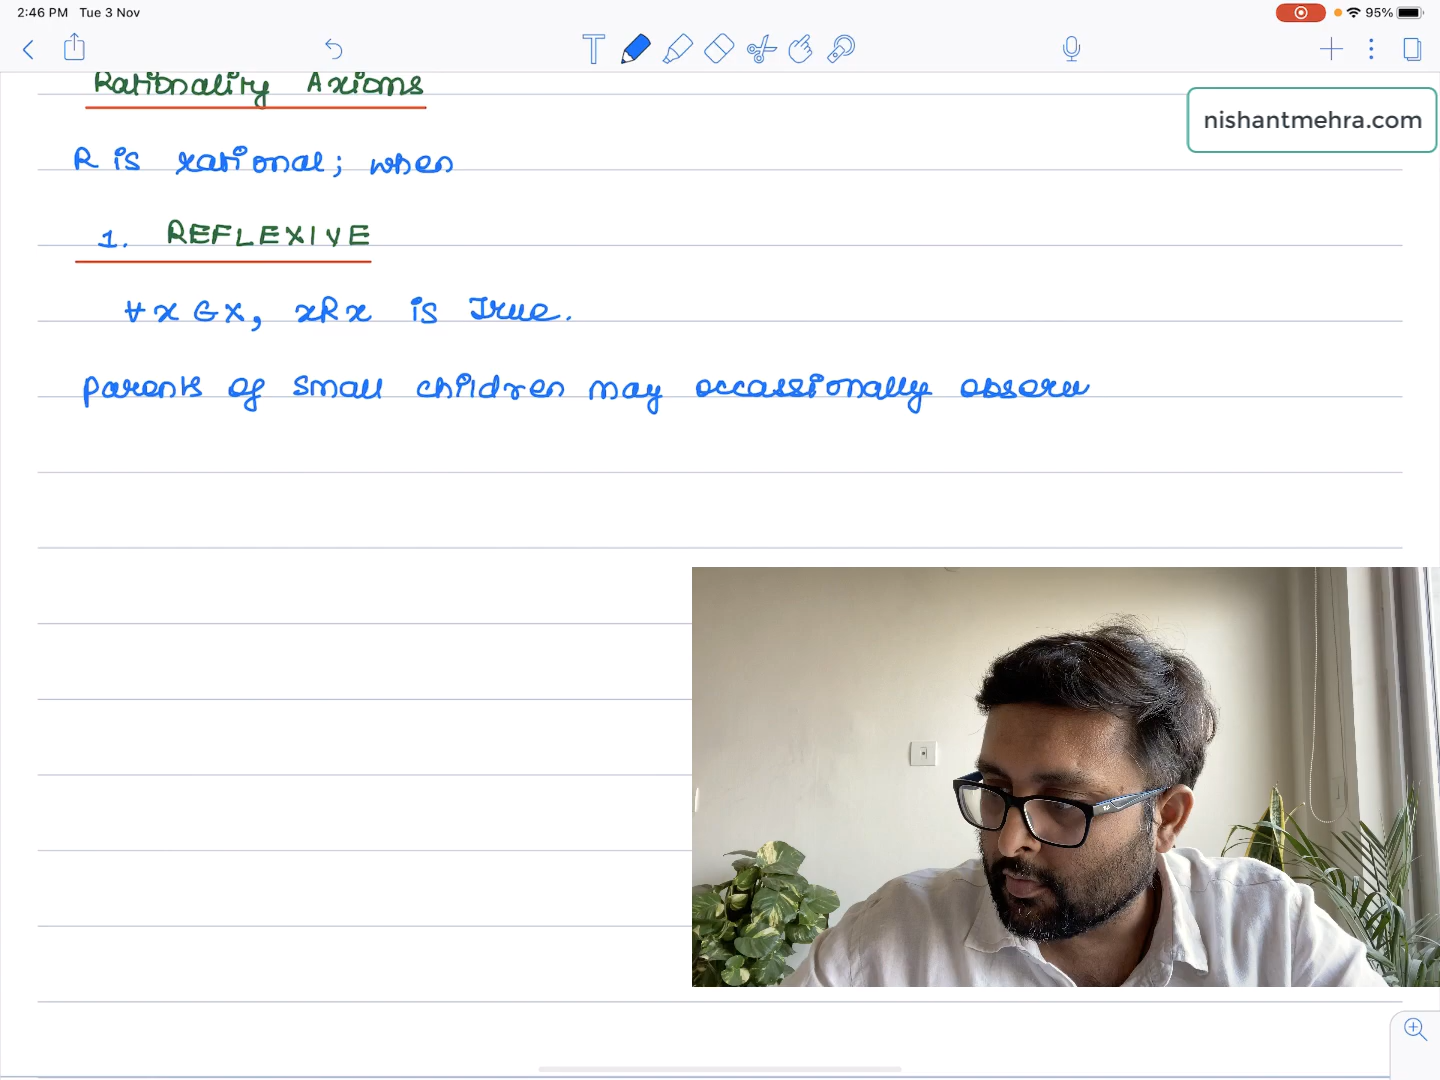 2:46 PM Tue 3 Nov
95%
nishantmehra.com
Rationality Axioms
R is rational; when
1. REFLEXIVE
∀ x ∈ X, xRx is True.
Parents of small children may occassionally observe